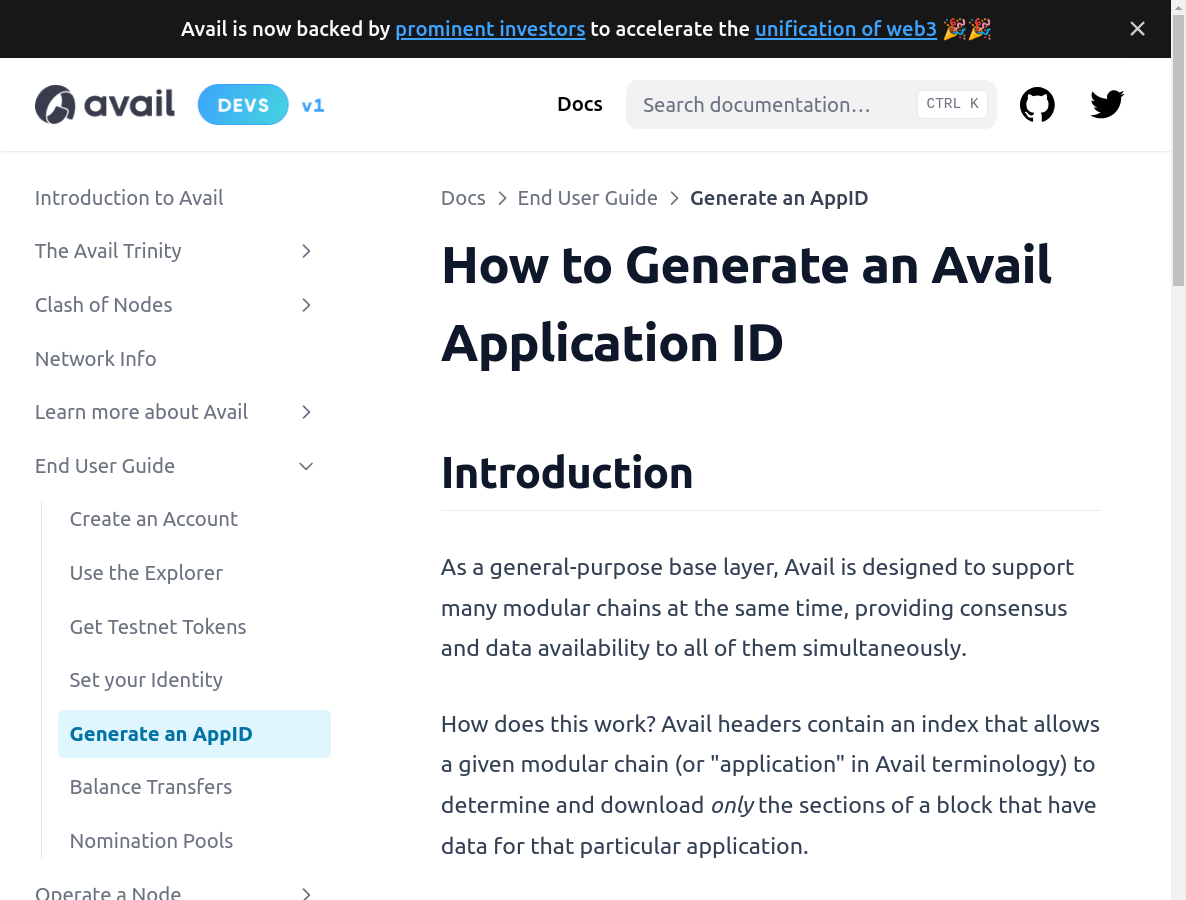 Avail is now backed by prominent investors to accelerate the unification of web3 🎉🎉
avail DEVS v1
Docs
Search documentation…
CTRL K
Introduction to Avail
The Avail Trinity
Clash of Nodes
Network Info
Learn more about Avail
End User Guide
Create an Account
Use the Explorer
Get Testnet Tokens
Set your Identity
Generate an AppID
Balance Transfers
Nomination Pools
Operate a Node
Docs > End User Guide > Generate an AppID
How to Generate an Avail
Application ID
Introduction
As a general-purpose base layer, Avail is designed to support
many modular chains at the same time, providing consensus
and data availability to all of them simultaneously.
How does this work? Avail headers contain an index that allows
a given modular chain (or "application" in Avail terminology) to
determine and download only the sections of a block that have
data for that particular application.